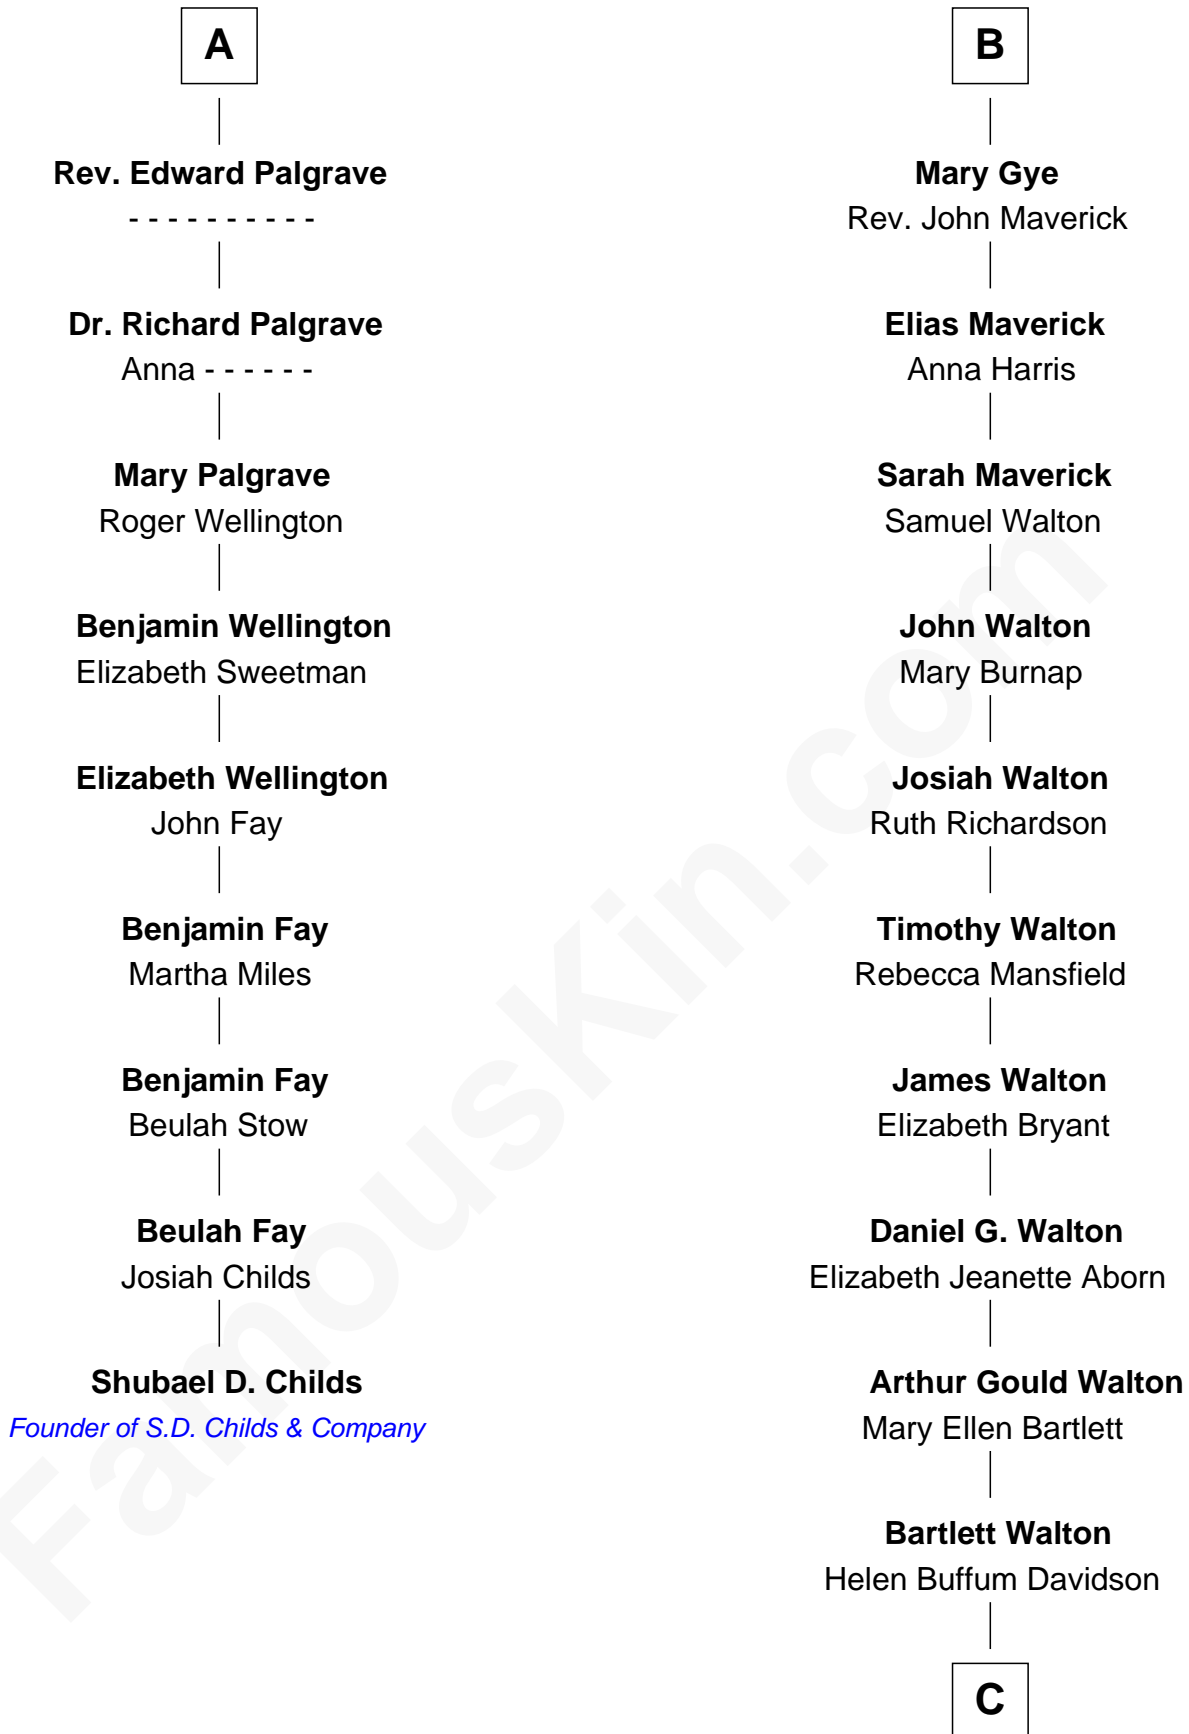 A
Rev. Edward Palgrave
- - - - - - - - - -
Dr. Richard Palgrave
Anna - - - - - -
Mary Palgrave
Roger Wellington
Benjamin Wellington
Elizabeth Sweetman
Elizabeth Wellington
John Fay
Benjamin Fay
Martha Miles
Benjamin Fay
Beulah Stow
Beulah Fay
Josiah Childs
Shubael D. Childs
Founder of S.D. Childs & Company
B
Mary Gye
Rev. John Maverick
Elias Maverick
Anna Harris
Sarah Maverick
Samuel Walton
John Walton
Mary Burnap
Josiah Walton
Ruth Richardson
Timothy Walton
Rebecca Mansfield
James Walton
Elizabeth Bryant
Daniel G. Walton
Elizabeth Jeanette Aborn
Arthur Gould Walton
Mary Ellen Bartlett
Bartlett Walton
Helen Buffum Davidson
C
FamousKin.com